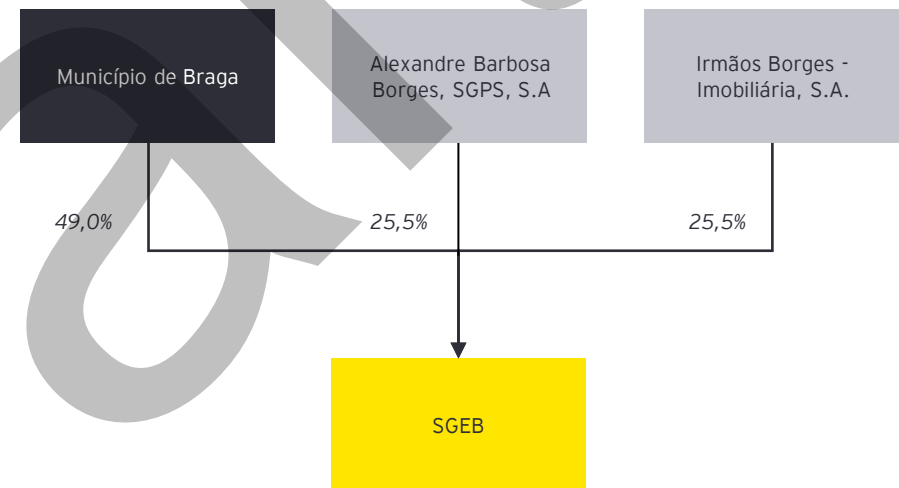 Município de Braga
Alexandre Barbosa
Borges, SGPS, S.A
Irmãos Borges -
Imobiliária, S.A.
49,0%
25,5%
25,5%
SGEB